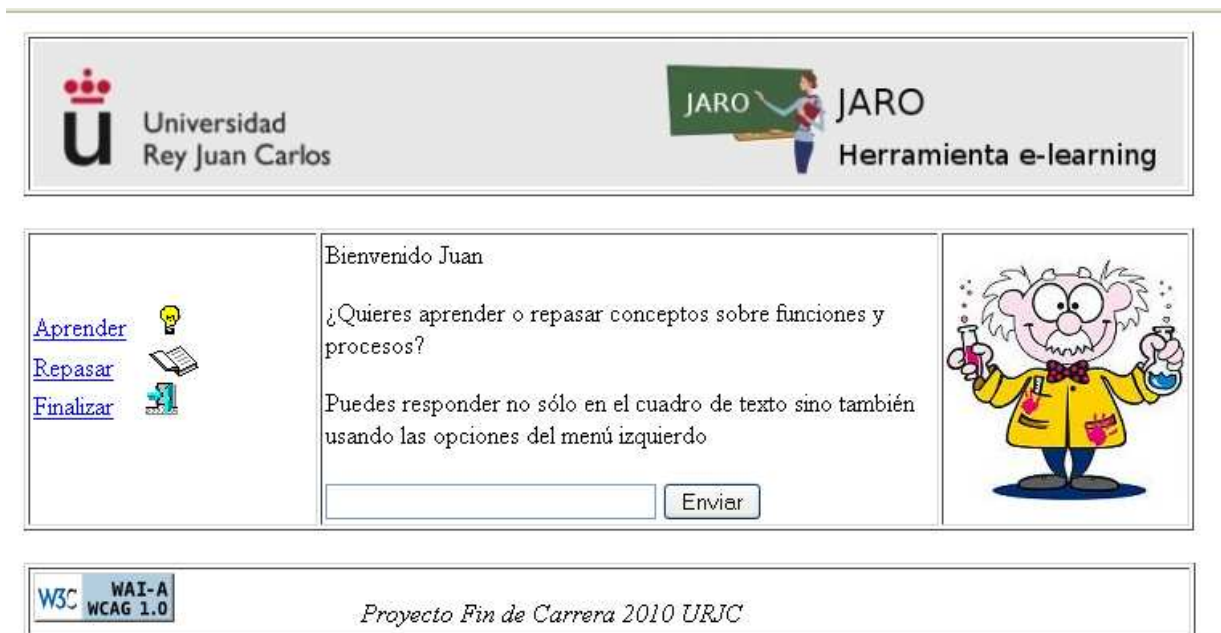 Universidad
Rey Juan Carlos
JARO
JARO
Herramienta e-learning
Aprender
Repasar
Finalizar
Bienvenido Juan
¿Quieres aprender o repasar conceptos sobre funciones y
procesos?
Puedes responder no sólo en el cuadro de texto sino también
usando las opciones del menú izquierdo
Enviar
W3C WAI-A
WCAG 1.0
Proyecto Fin de Carrera 2010 URJC